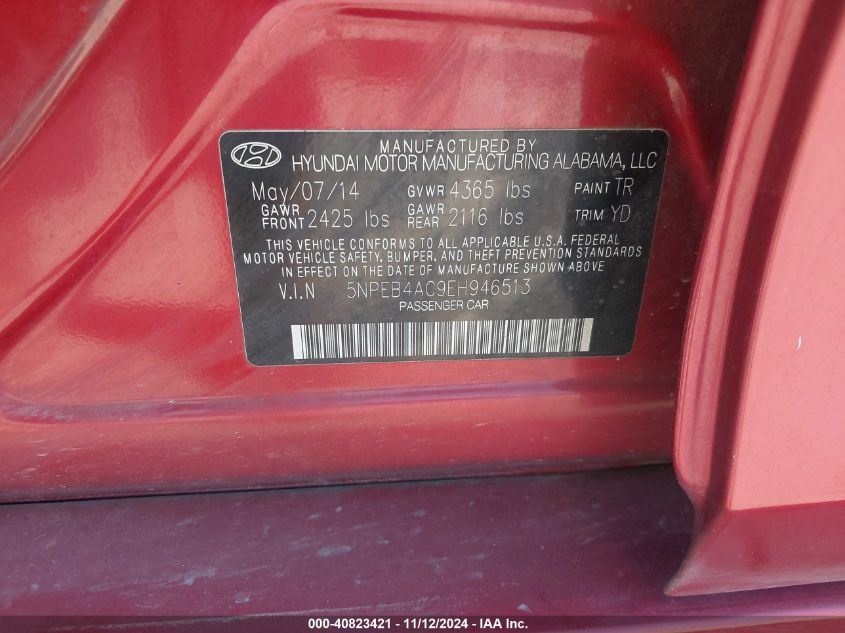 MANUFACTURED BY
HYUNDAI MOTOR MANUFACTURING ALABAMA, LLC
May/07/14 GVWR 4365 lbs PAINT TR
GAWR FRONT 2425 lbs GAWR REAR 2116 lbs TRIM YD
THIS VEHICLE CONFORMS TO ALL APPLICABLE U.S.A. FEDERAL
MOTOR VEHICLE SAFETY, BUMPER, AND THEFT PREVENTION STANDARDS
IN EFFECT ON THE DATE OF MANUFACTURE SHOWN ABOVE
V.I.N 5NPEB4AC9EH946513
PASSENGER CAR
000-40823421 - 11/12/2024 - IAA Inc.